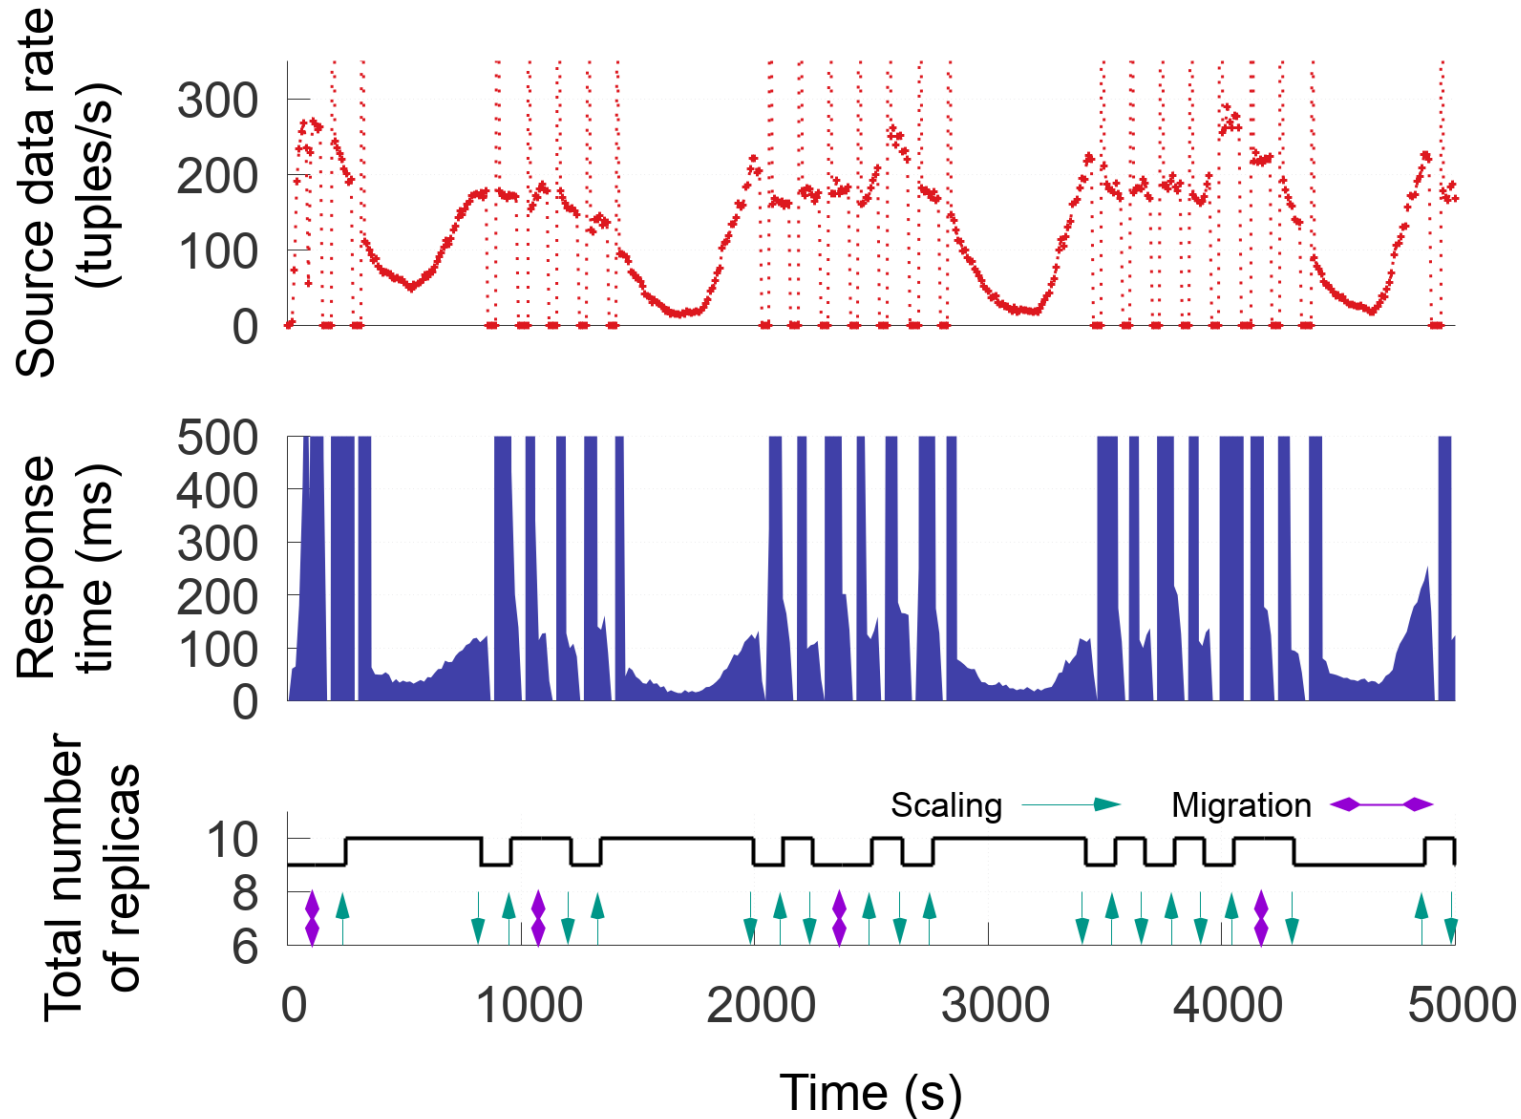 Source data rate
(tuples/s)
300
200
100
0
Response
time (ms)
500
400
300
200
100
0
Total number
of replicas
Scaling
Migration
10
8
6
0
1000
2000
3000
4000
5000
Time (s)